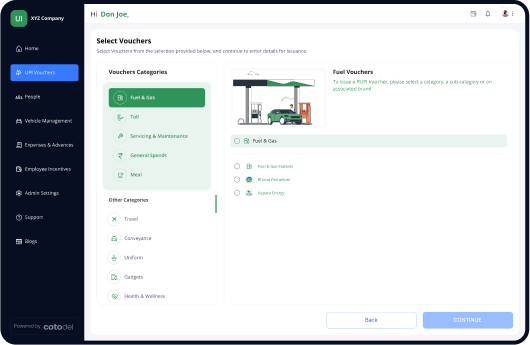 UI
XYZ Company
Hi Don Joe,
Home
UPI Vouchers
People
Vehicle Management
Expenses & Advances
Employee Incentives
Admin Settings
Support
Blogs
Powered by cotodel
Select Vouchers
Select Vouchers from the selection provided below, and continue to enter details for issuance.
Vouchers Categories
Fuel & Gas
Toll
Servicing & Maintenance
General Spends
Meal
Other Categories
Travel
Conveyance
Uniform
Gadgets
Health & Wellness
Fuel Vouchers
To issue e-RUPI Voucher, please select a category, a sub-category or an
associated brand
Fuel & Gas
Fuel & Gas Stations
Bharat Petroleum
Nayara Energy
Back
CONTINUE